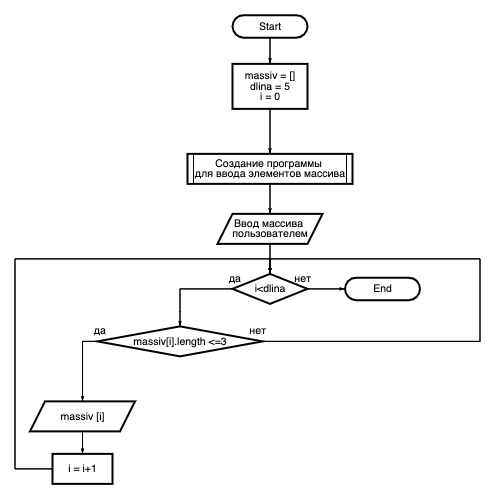 Start
massiv = []
dlina = 5
i = 0
Создание программы
для ввода элементов массива
Ввод массива
пользователем
да
i<dlina
нет
End
да
massiv[i].length <=3
нет
massiv [i]
i = i+1